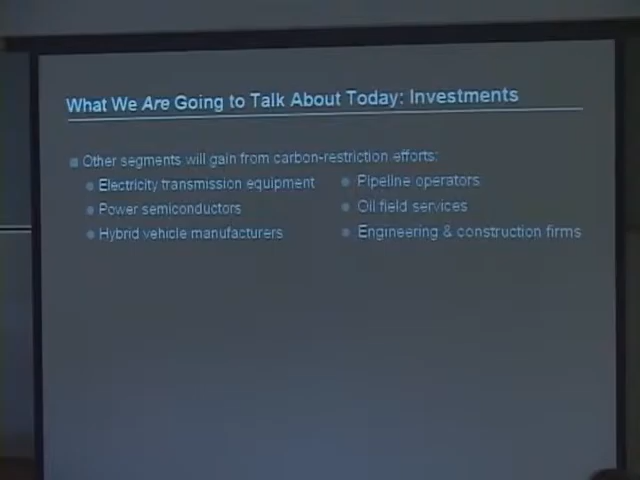 What We Are Going to Talk About Today: Investments
Other segments will gain from carbon-restriction efforts:
Electricity transmission equipment
Power semiconductors
Hybrid vehicle manufacturers
Pipeline operators
Oil field services
Engineering & construction firms